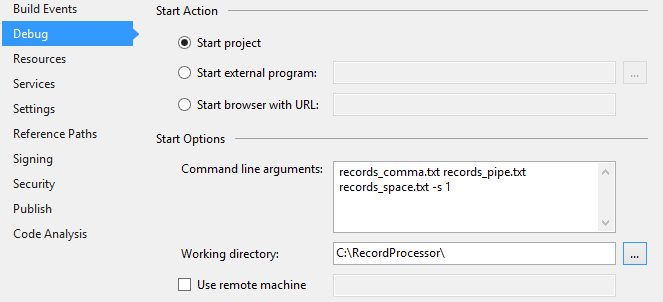 Build Events
Debug
Resources
Services
Settings
Reference Paths
Signing
Security
Publish
Code Analysis
Start Action
Start project
Start external program:
...
Start browser with URL:
Start Options
Command line arguments:
records_comma.txt records_pipe.txt
records_space.txt -s 1
Working directory:
C:\RecordProcessor\
...
Use remote machine